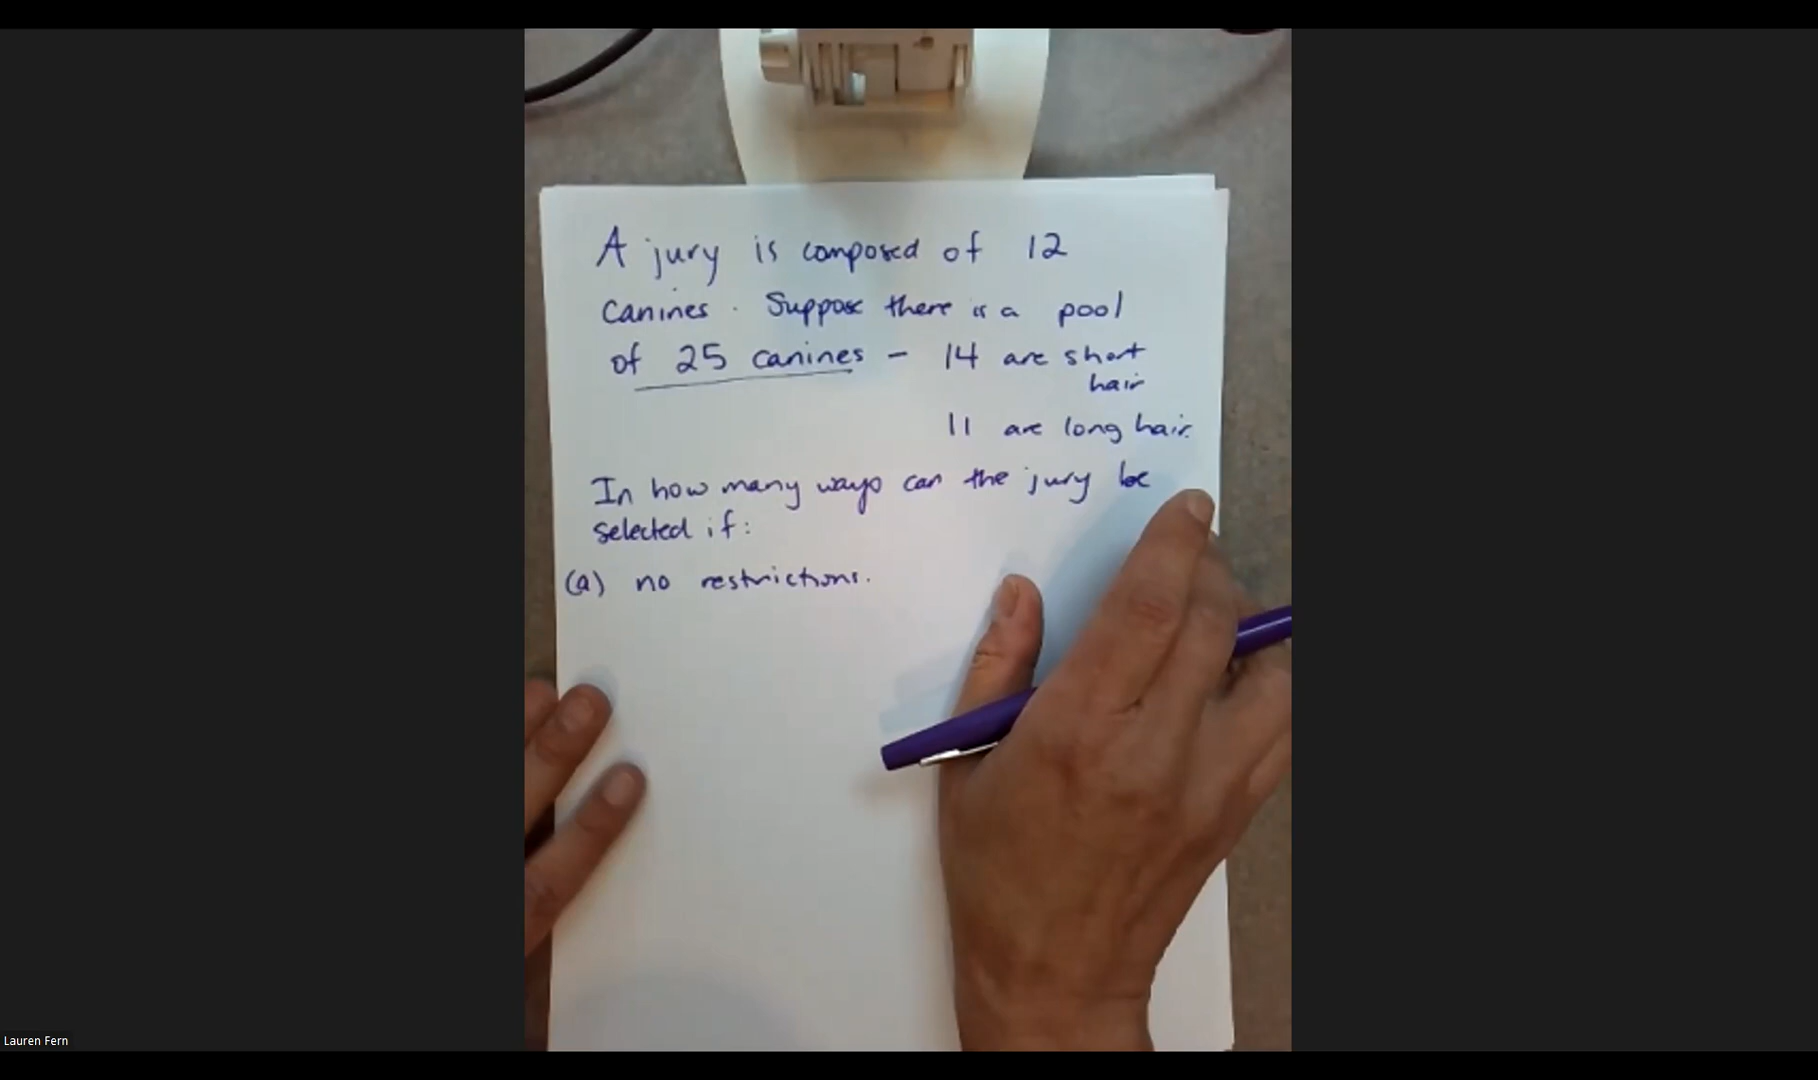 A jury is composed of 12
canines. Suppose there is a pool
of 25 canines - 14 are short
hair
11 are long hair.
In how many ways can the jury be
selected if:
(a) no restrictions.
Lauren Fern